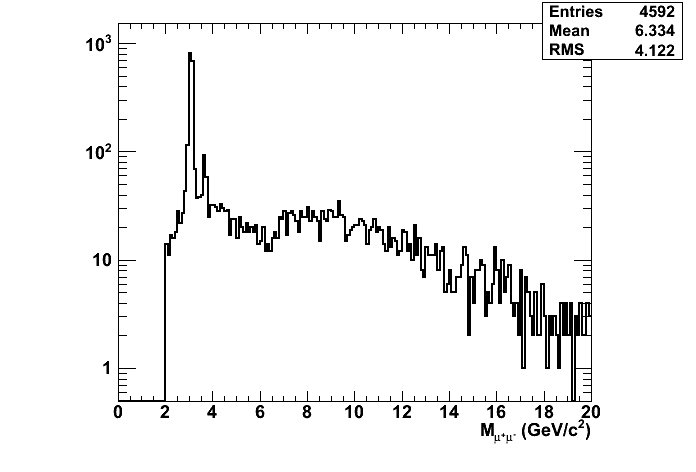 Entries 4592
Mean 6.334
RMS 4.122
10³
10²
10
1
0 2 4 6 8 10 12 14 16 18 20
Mμ⁺μ⁻ (GeV/c²)